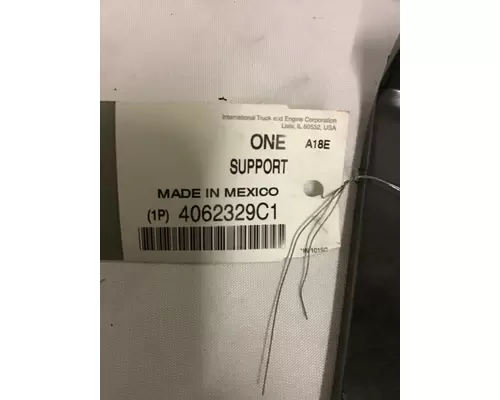 International Truck and Engine Corporation
Lisle, IL 60532, USA
ONE A18E
SUPPORT
MADE IN MEXICO
(1P) 4062329C1